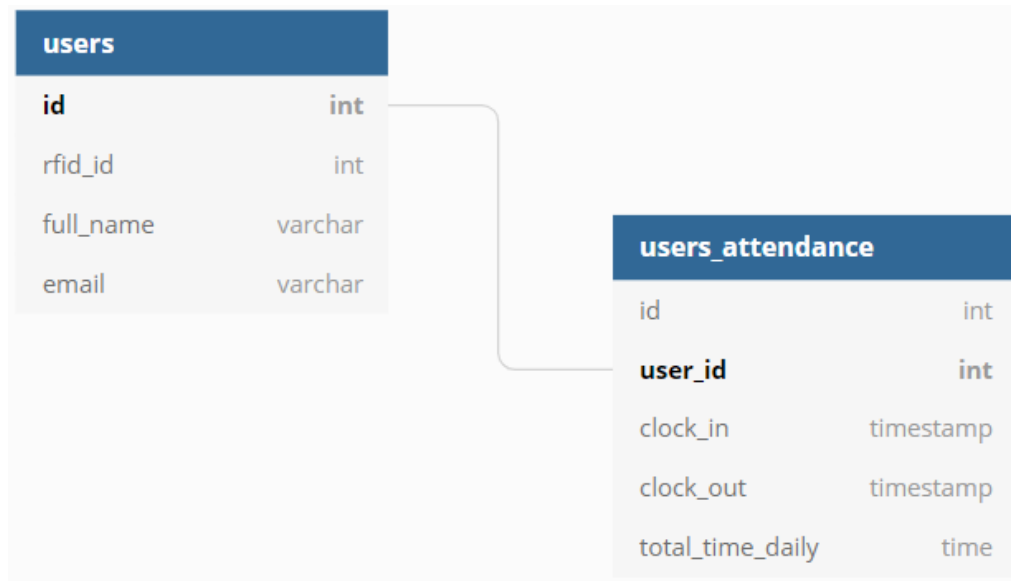 users
id int
rfid_id int
full_name varchar
email varchar
users_attendance
id int
user_id int
clock_in timestamp
clock_out timestamp
total_time_daily time